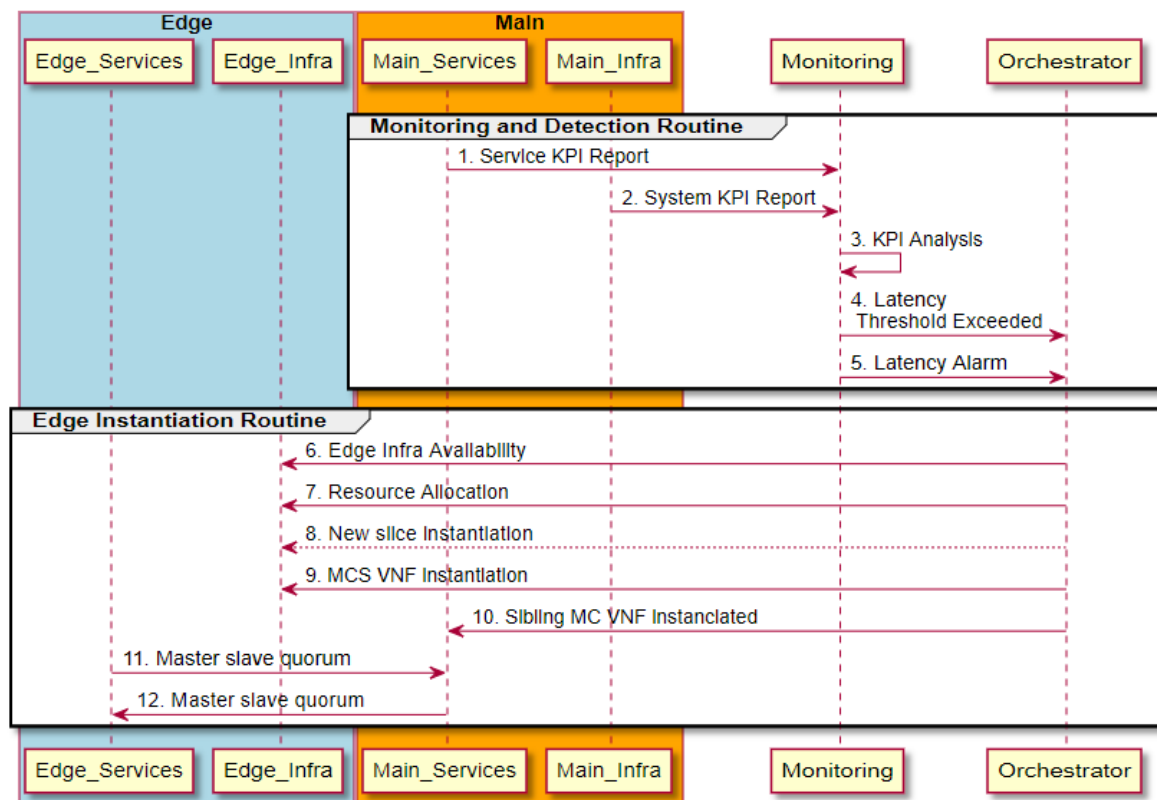 Edge
Main
Edge_Services
Edge_Infra
Main_Services
Main_Infra
Monitoring
Orchestrator
Monitoring and Detection Routine
1. Service KPI Report
2. System KPI Report
3. KPI Analysis
4. Latency
Threshold Exceeded
5. Latency Alarm
Edge Instantiation Routine
6. Edge Infra Availability
7. Resource Allocation
8. New slice instantiation
9. MCS VNF Instantiation
10. Sibling MC VNF Instanciated
11. Master slave quorum
12. Master slave quorum
Edge_Services
Edge_Infra
Main_Services
Main_Infra
Monitoring
Orchestrator